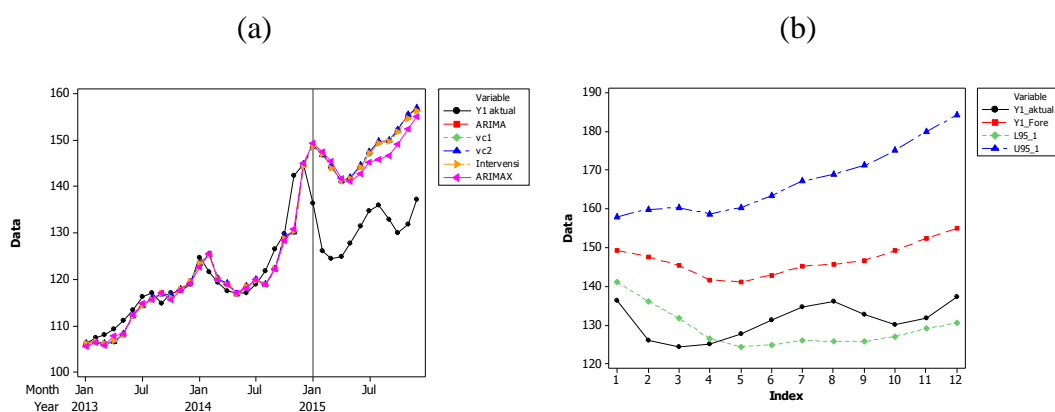 (a)
(b)
160
150
140
130
120
110
100
Data
Month Jan Jul Jan Jul Jan Jul
Year 2013 2014 2015
Variable
Y1 aktual
ARIMA
vc1
vc2
Intervensi
ARIMAX
190
180
170
160
150
140
130
120
Data
1 2 3 4 5 6 7 8 9 10 11 12
Index
Variable
Y1_aktual
Y1_Fore
L95_1
U95_1